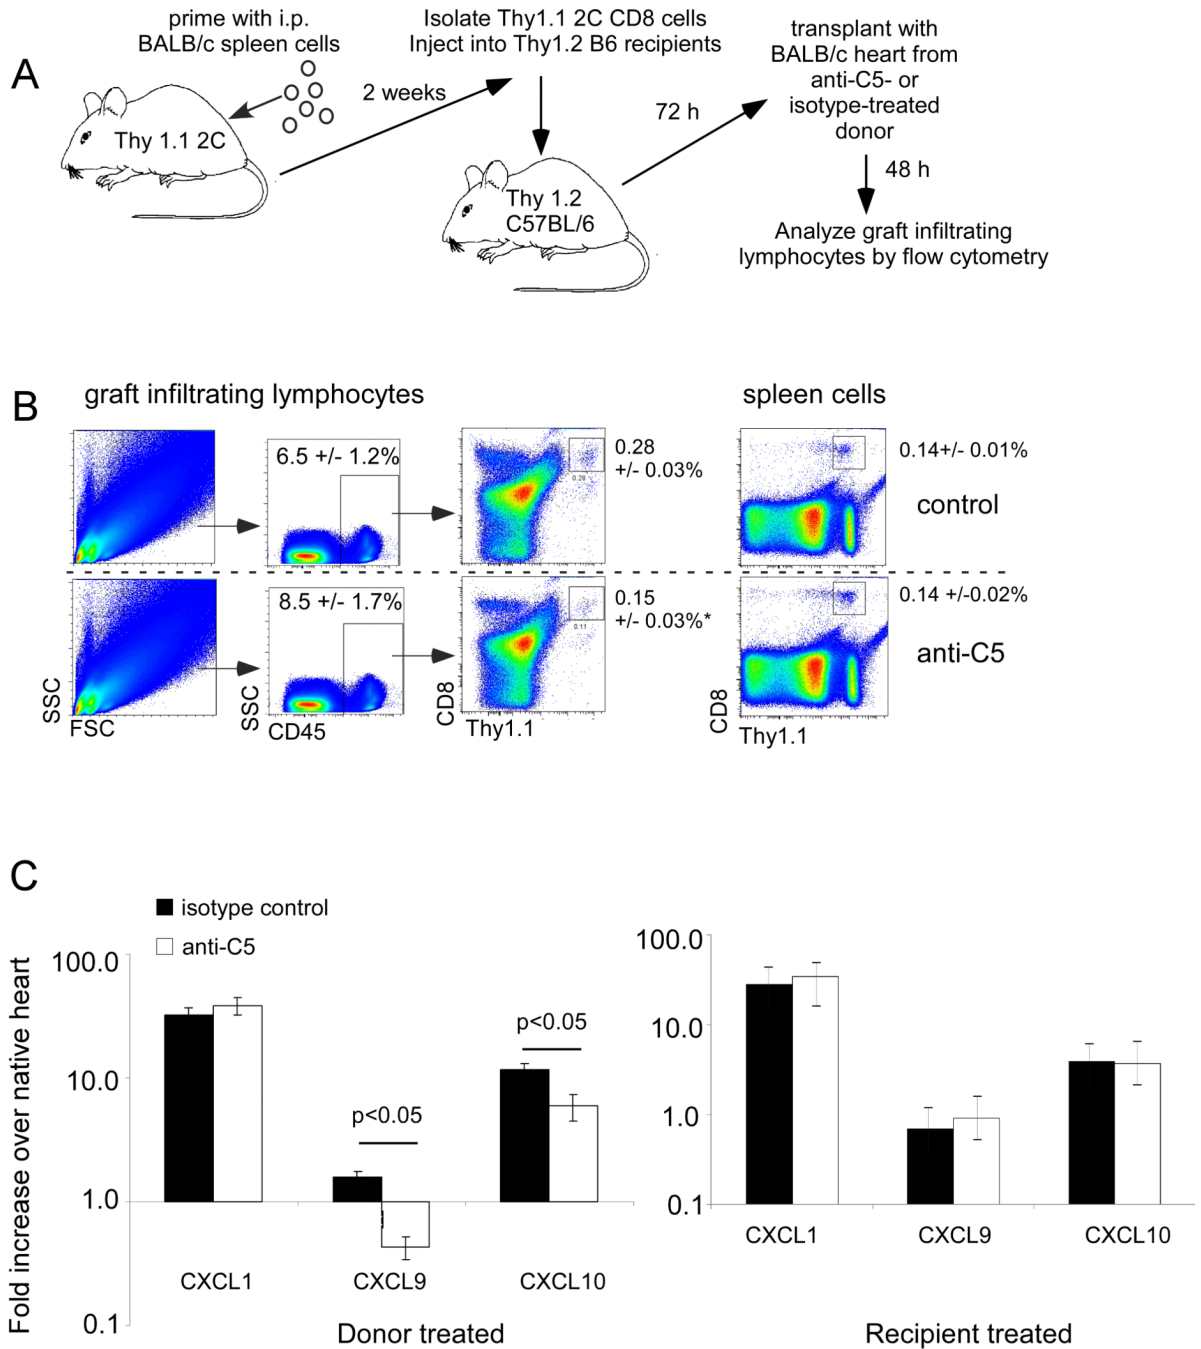 A
prime with i.p.
BALB/c spleen cells
Thy 1.1 2C
2 weeks
Isolate Thy1.1 2C CD8 cells
Inject into Thy1.2 B6 recipients
Thy 1.2
C57BL/6
72 h
transplant with
BALB/c heart from
anti-C5- or
isotype-treated
donor
48 h
Analyze graft infiltrating
lymphocytes by flow cytometry
B
graft infiltrating lymphocytes
spleen cells
6.5 +/- 1.2%
0.28
+/- 0.03%
0.28
0.14+/- 0.01%
control
8.5 +/- 1.7%
0.15
+/- 0.03%*
0.11
0.14 +/-0.02%
anti-C5
SSC
FSC
SSC
CD45
CD8
Thy1.1
CD8
Thy1.1
C
isotype control
anti-C5
Fold increase over native heart
100.0
10.0
1.0
0.1
p<0.05
p<0.05
CXCL1
CXCL9
CXCL10
Donor treated
100.0
10.0
1.0
0.1
CXCL1
CXCL9
CXCL10
Recipient treated